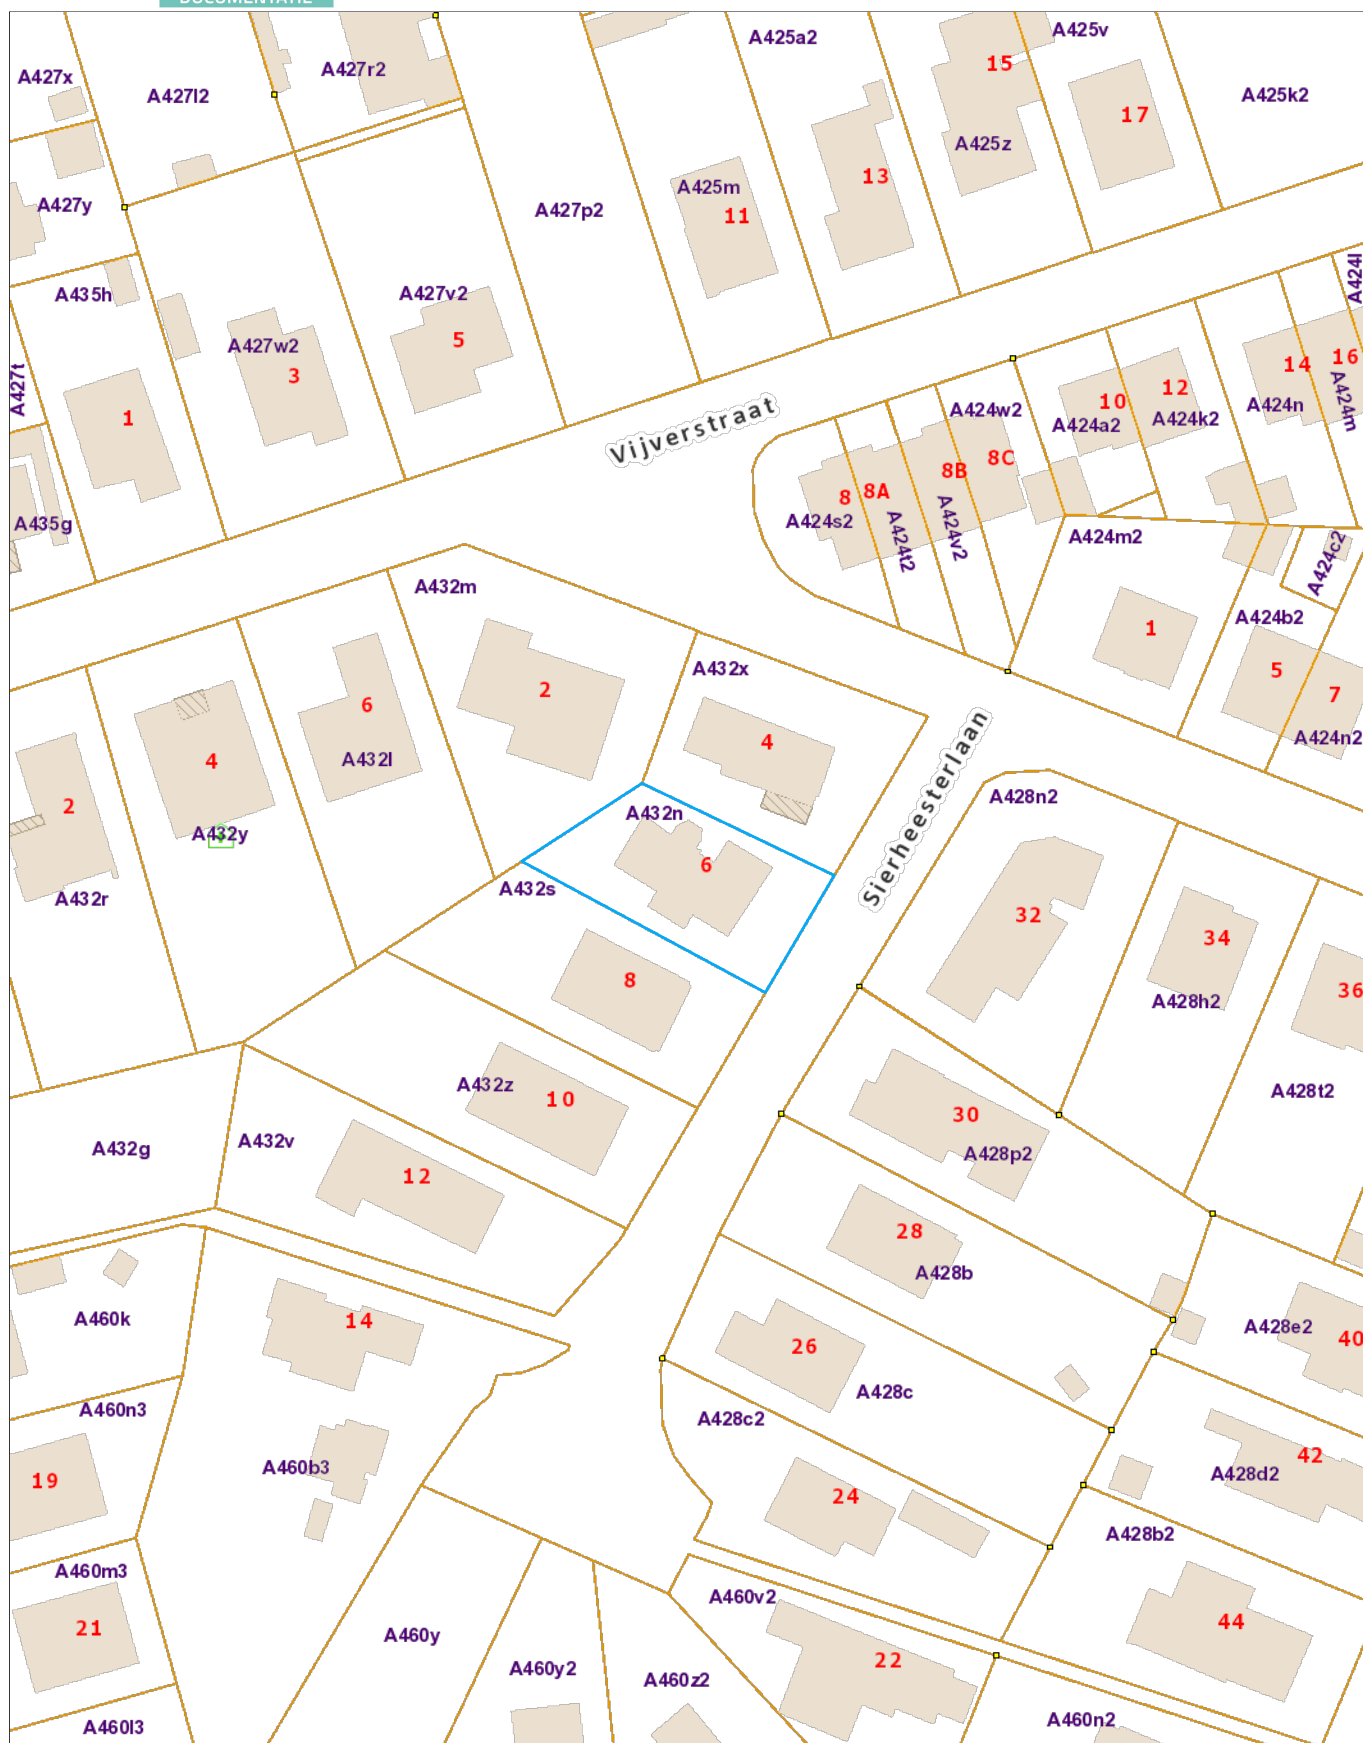 DOCUMENTATIE
A425v
A425a2
15
A427r2
A427x
A427l2
A425k2
17
A425z
13
A425m
A427y
A427p2
11
A424l
A435h
A427v2
5
A427w2
3
14
16
A427t
12
10
A424n
A424m
1
Vijverstraat
A424w2
A424a2
A424k2
8C
8B
8A
8
A435g
A424s2
A424t2
A424v2
A424m2
A424c2
A432m
A424b2
1
A432x
5
2
7
6
4
A424n2
4
A432l
2
Sierheesterlaan
A428n2
A432n
A432y
6
A432s
A432r
32
34
8
36
A428h2
A432z
10
A428t2
30
A432v
A432g
A428p2
12
28
A428b
A460k
14
A428e2
40
26
A428c
A460n3
A428c2
42
A460b3
A428d2
19
24
A428b2
A460m3
A460v2
44
21
A460y
22
A460y2
A460z2
A460n2
A460l3